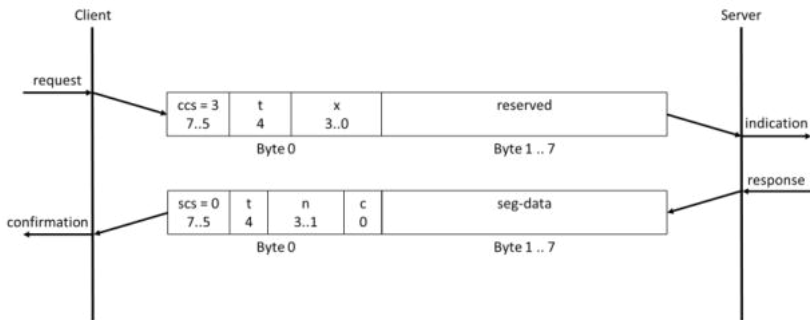 Client Server
request
ccs = 3 t x reserved
7..5 4 3..0
indication
Byte 0 Byte 1 .. 7
response
scs = 0 t n c seg-data
7..5 4 3..1 0
confirmation
Byte 0 Byte 1 .. 7